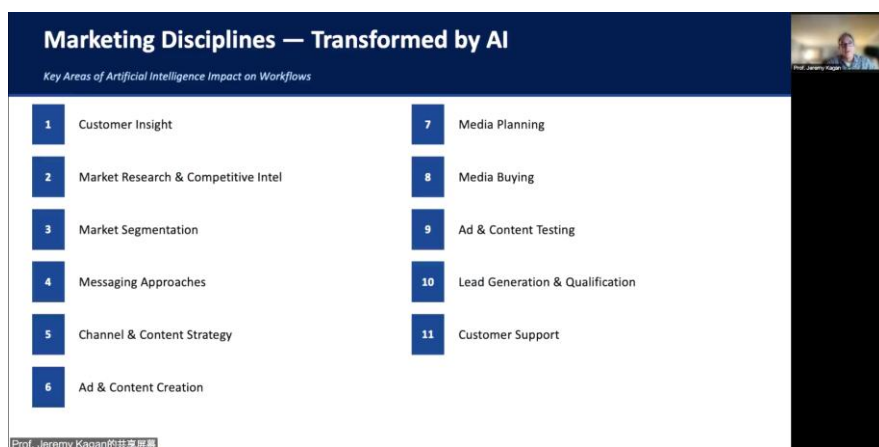 Marketing Disciplines — Transformed by AI
Key Areas of Artificial Intelligence Impact on Workflows
1 Customer Insight
2 Market Research & Competitive Intel
3 Market Segmentation
4 Messaging Approaches
5 Channel & Content Strategy
6 Ad & Content Creation
7 Media Planning
8 Media Buying
9 Ad & Content Testing
10 Lead Generation & Qualification
11 Customer Support
Prof. Jeremy Kagan
Prof. Jeremy Kagan的共享屏幕